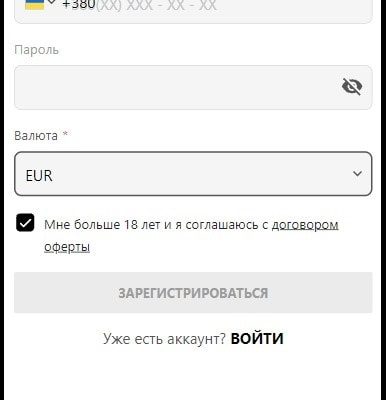 +380(XX) XXX - XX - XX
Пароль
Валюта *
EUR
Мне больше 18 лет и я соглашаюсь с договором
оферты
ЗАРЕГИСТРИРОВАТЬСЯ
Уже есть аккаунт? ВОЙТИ